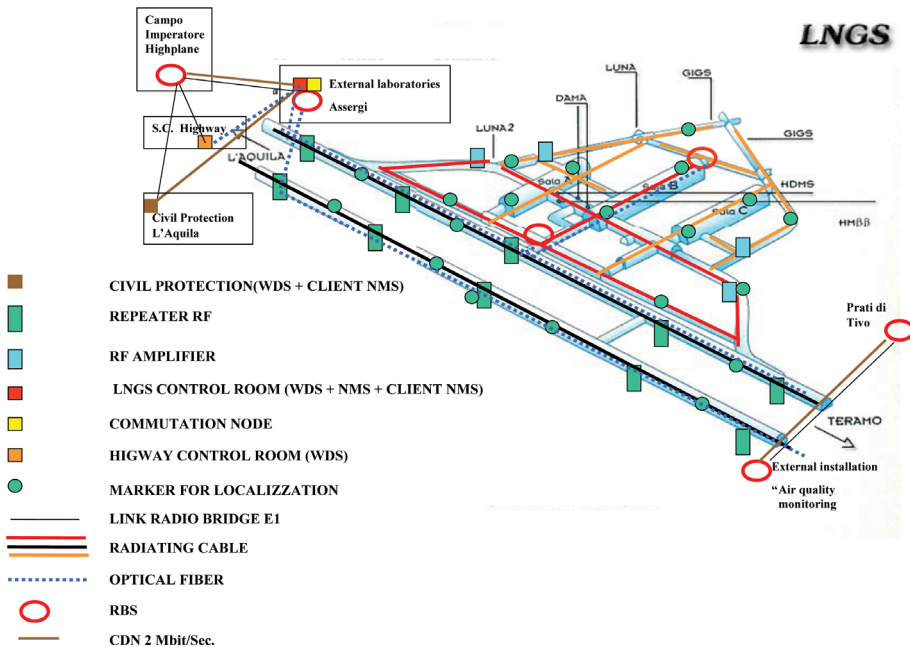 Campo
Imperatore
Highplane
LNGS
External laboratories
Assergi
S.C. Highway
L'AQUILA
Civil Protection
L'Aquila
LUNA
GIGS
DAMA
LUNA2
GIGS
Sala B
HDMS
Sala C
HMββ
CIVIL PROTECTION(WDS + CLIENT NMS)
REPEATER RF
RF AMPLIFIER
LNGS CONTROL ROOM (WDS + NMS + CLIENT NMS)
COMMUTATION NODE
HIGWAY CONTROL ROOM (WDS)
MARKER FOR LOCALIZZATION
LINK RADIO BRIDGE E1
RADIATING CABLE
OPTICAL FIBER
RBS
CDN 2 Mbit/Sec.
Prati di
Tivo
TERAMO
External installation
“Air quality
monitoring